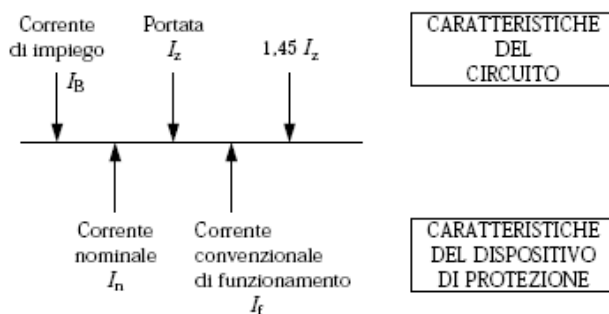 Corrente
di impiego
I_B
Portata
I_z
1,45 I_z
CARATTERISTICHE
DEL
CIRCUITO
Corrente
nominale
I_n
Corrente
convenzionale
di funzionamento
I_f
CARATTERISTICHE
DEL DISPOSITIVO
DI PROTEZIONE